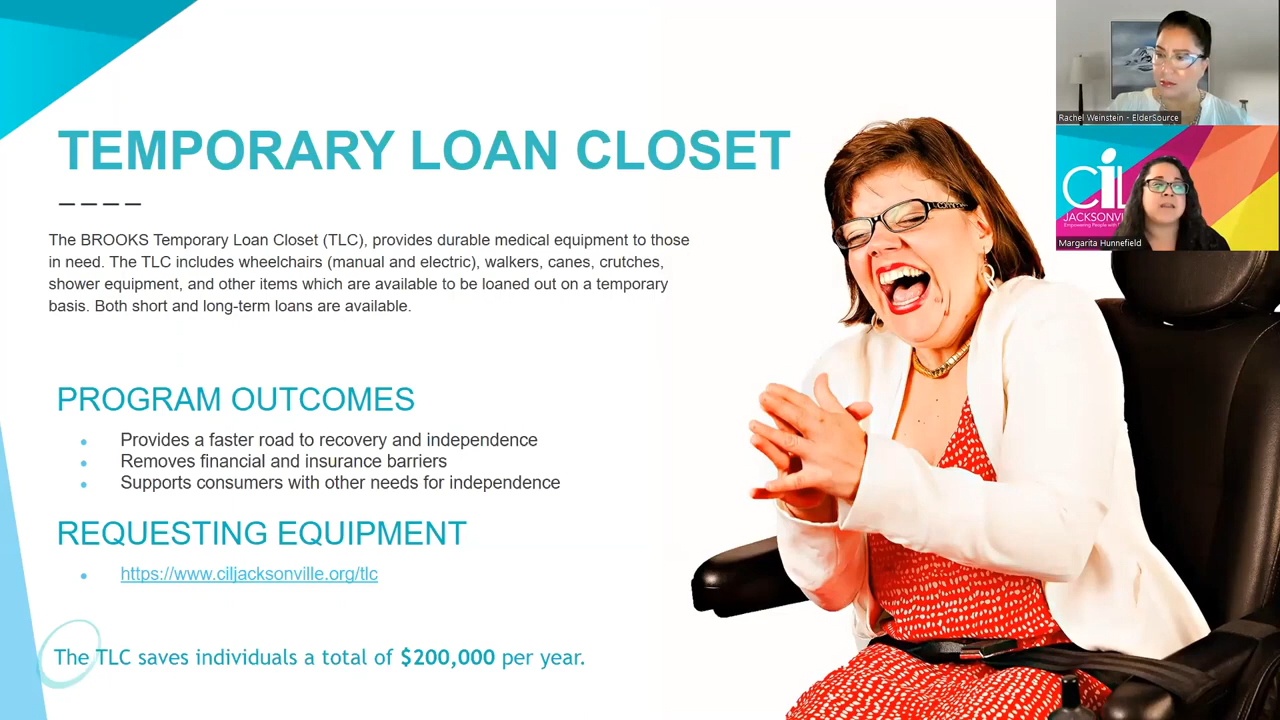 TEMPORARY LOAN CLOSET
The BROOKS Temporary Loan Closet (TLC), provides durable medical equipment to those
in need. The TLC includes wheelchairs (manual and electric), walkers, canes, crutches,
shower equipment, and other items which are available to be loaned out on a temporary
basis. Both short and long-term loans are available.
PROGRAM OUTCOMES
Provides a faster road to recovery and independence
Removes financial and insurance barriers
Supports consumers with other needs for independence
REQUESTING EQUIPMENT
https://www.ciljacksonville.org/tlc
The TLC saves individuals a total of $200,000 per year.
Rachel Weinstein - ElderSource
CIL
JACKSONVI
Empowering People with
Margarita Hunnefield